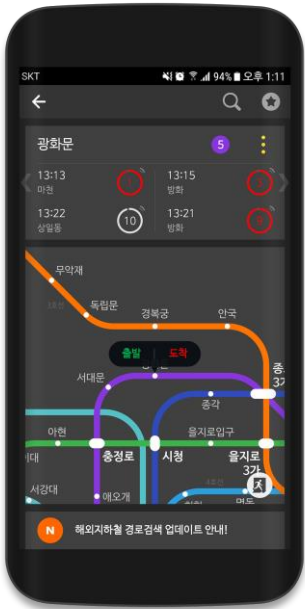 SKT 94% 오후 1:11
광화문 5
13:13 13:15
마천 방화
13:22 10 13:21
상일동 방화
무악재
독립문
경복궁 안국
출발 도착
서대문
종각
아현 을지로입구
충정로 시청 을지로
3가
서강대
애오개
N 해외지하철 경로검색 업데이트 안내!